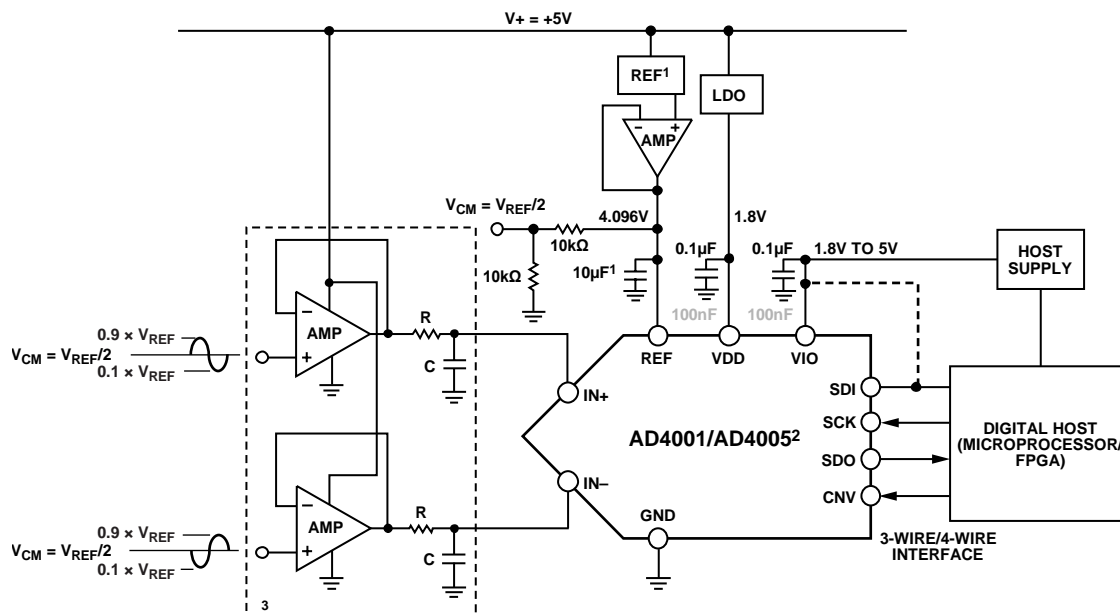 V+ = +5V
REF1
LDO
− +
AMP
VCM = VREF/2
4.096V
1.8V
10kΩ
10kΩ
10µF1
0.1µF
0.1µF
1.8V TO 5V
HOST
SUPPLY
100nF
100nF
REF
VDD
VIO
0.9 × VREF
VCM = VREF/2
0.1 × VREF
−
AMP
+
R
C
IN+
AD4001/AD40052
SDI
SCK
SDO
CNV
DIGITAL HOST
(MICROPROCESSOR/
FPGA)
IN−
GND
3-WIRE/4-WIRE
INTERFACE
0.9 × VREF
VCM = VREF/2
0.1 × VREF
−
AMP
+
R
C
3